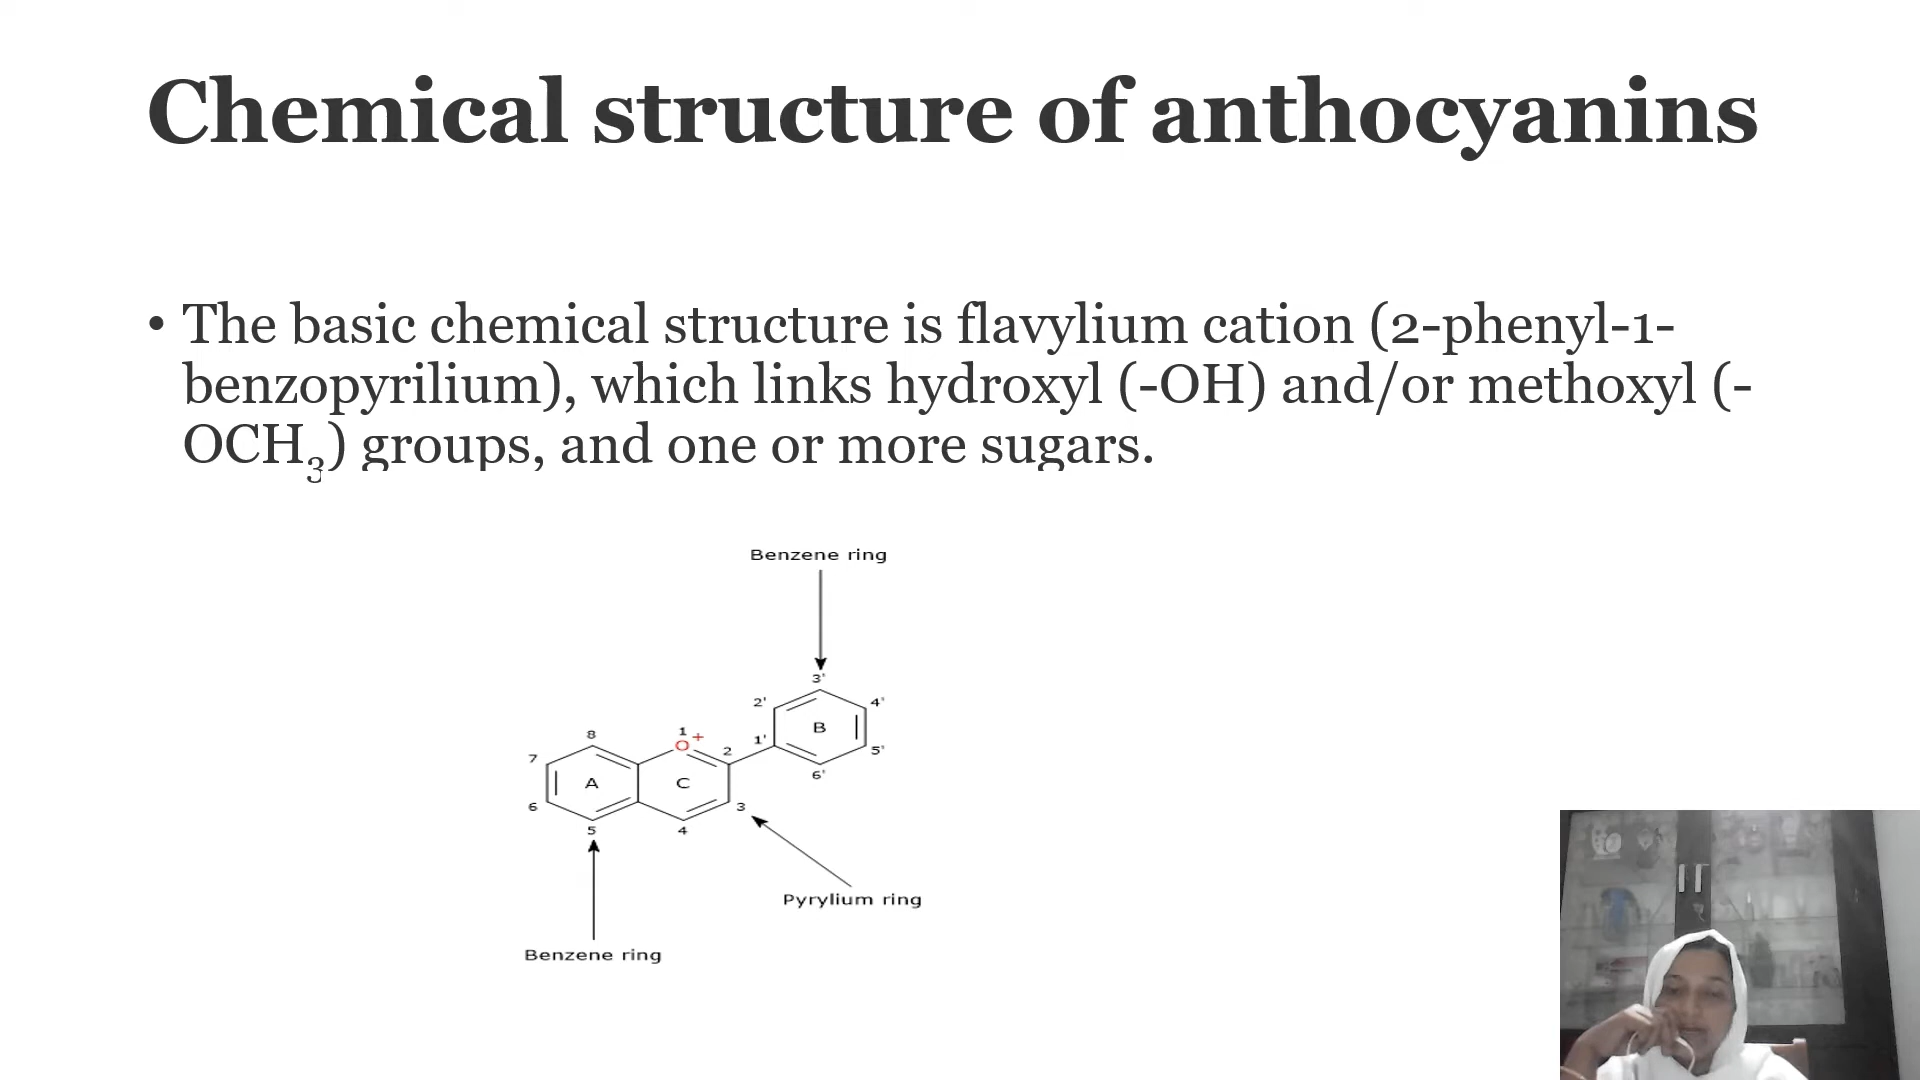 Chemical structure of anthocyanins
• The basic chemical structure is flavylium cation (2-phenyl-1-
benzopyrilium), which links hydroxyl (-OH) and/or methoxyl (-
OCH₃) groups, and one or more sugars.
Benzene ring
3'
2' 4'
B
1' 5'
6'
8 1 +
O 2
7
A C
6 3
5 4
Pyrylium ring
Benzene ring